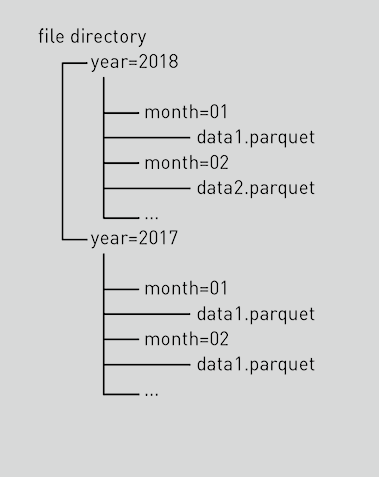 file directory
year=2018
month=01
data1.parquet
month=02
data2.parquet
...
year=2017
month=01
data1.parquet
month=02
data1.parquet
...